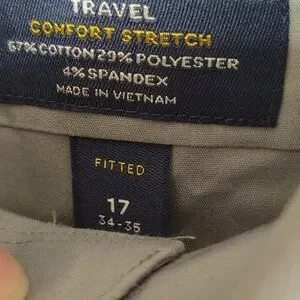 TRAVEL
COMFORT STRETCH
67% COTTON 29% POLYESTER
4% SPANDEX
MADE IN VIETNAM
FITTED
17
34-35